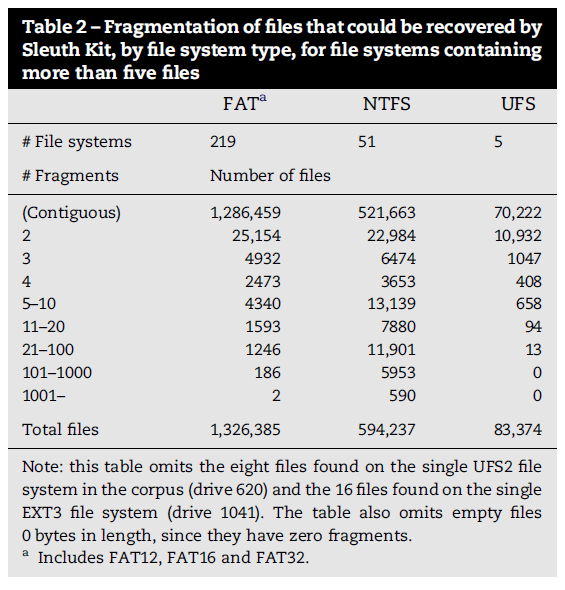 Table 2 – Fragmentation of files that could be recovered by
Sleuth Kit, by file system type, for file systems containing
more than five files
FATa NTFS UFS
# File systems 219 51 5
# Fragments Number of files
(Contiguous) 1,286,459 521,663 70,222
2 25,154 22,984 10,932
3 4932 6474 1047
4 2473 3653 408
5–10 4340 13,139 658
11–20 1593 7880 94
21–100 1246 11,901 13
101–1000 186 5953 0
1001– 2 590 0
Total files 1,326,385 594,237 83,374
Note: this table omits the eight files found on the single UFS2 file
system in the corpus (drive 620) and the 16 files found on the single
EXT3 file system (drive 1041). The table also omits empty files
0 bytes in length, since they have zero fragments.
a Includes FAT12, FAT16 and FAT32.